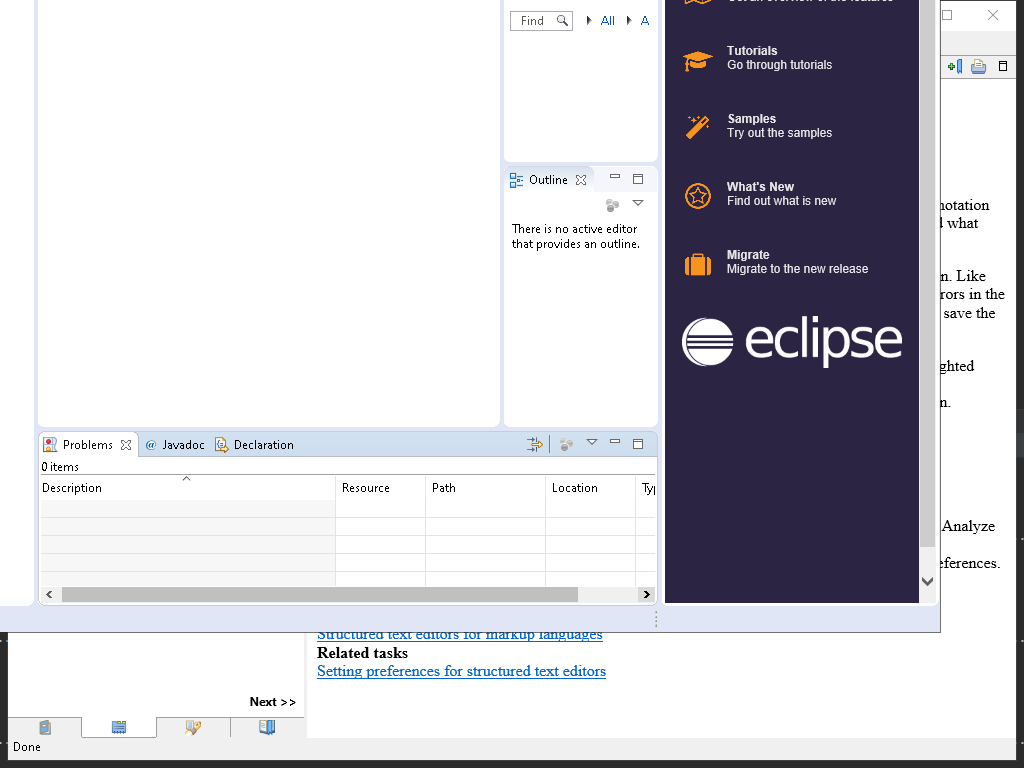 Find
All
A
Tutorials
Go through tutorials
Samples
Try out the samples
What's New
Find out what is new
Migrate
Migrate to the new release
eclipse
Outline
There is no active editor
that provides an outline.
what
n. Like
rors in the
save the
ghted
n.
Analyze
eferences.
Problems
@ Javadoc
Declaration
0 items
Description
Resource
Path
Location
Typ
Structured text editors for markup languages
Related tasks
Setting preferences for structured text editors
Next >>
Done